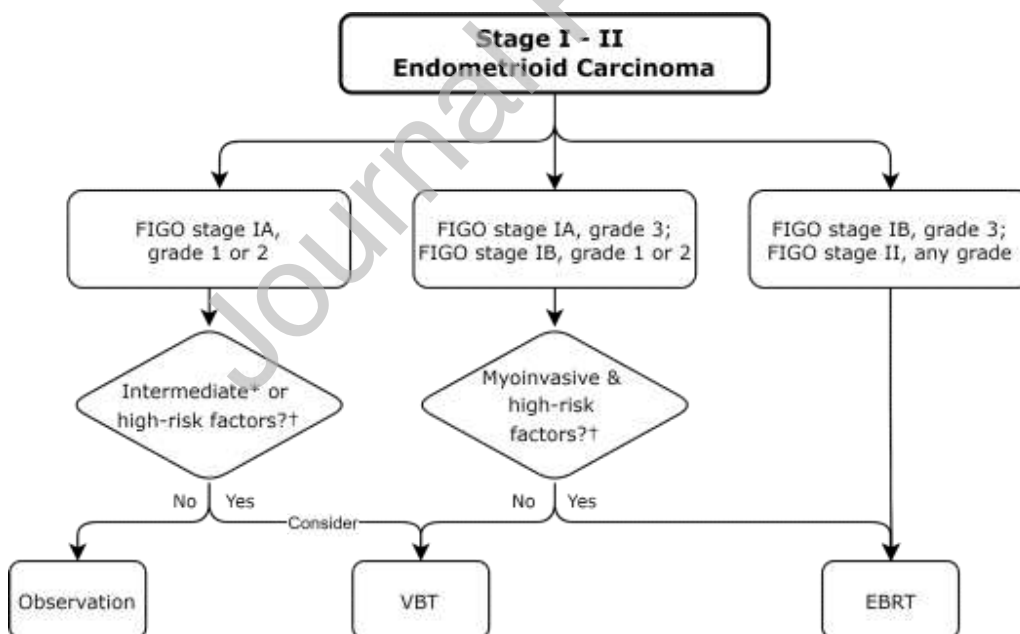 Stage I - II
Endometrioid Carcinoma
FIGO stage IA,
grade 1 or 2
FIGO stage IA, grade 3;
FIGO stage IB, grade 1 or 2
FIGO stage IB, grade 3;
FIGO stage II, any grade
Intermediate* or
high-risk factors?†
Myoinvasive &
high-risk
factors?†
No Yes
Consider
No Yes
Observation
VBT
EBRT
Journal